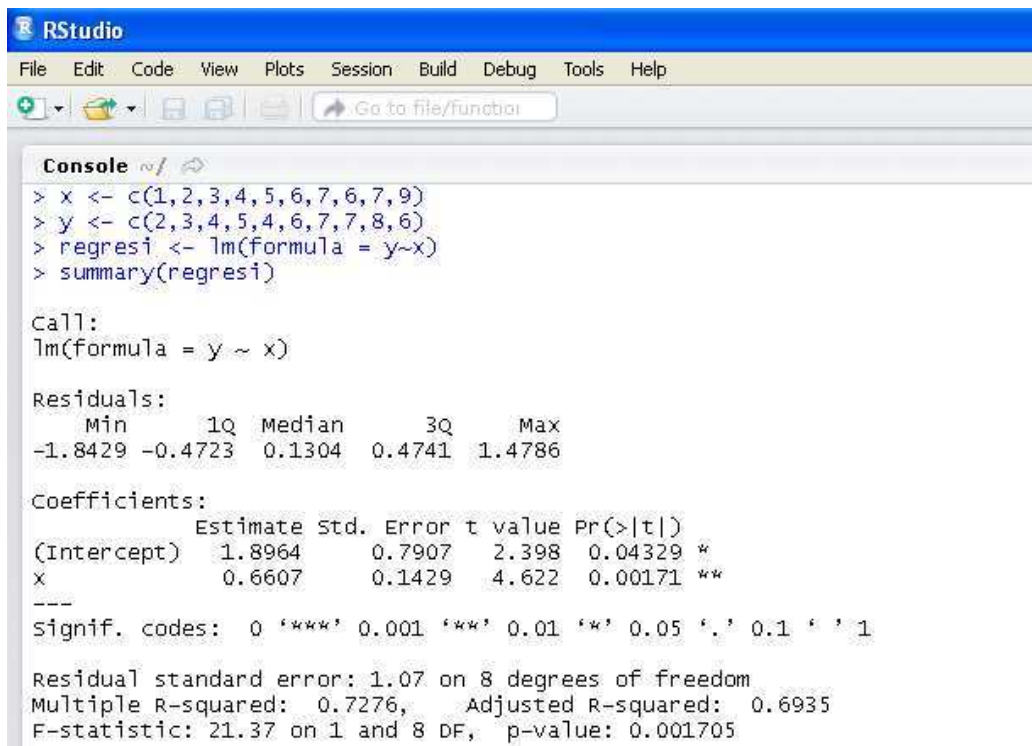 RStudio
File Edit Code View Plots Session Build Debug Tools Help
Go to file/function
Console ~/
> x <- c(1,2,3,4,5,6,7,6,7,9)
> y <- c(2,3,4,5,4,6,7,7,8,6)
> regresi <- lm(formula = y~x)
> summary(regresi)
Call:
lm(formula = y ~ x)
Residuals:
Min 1Q Median 3Q Max
-1.8429 -0.4723 0.1304 0.4741 1.4786
Coefficients:
Estimate Std. Error t value Pr(>|t|)
(Intercept) 1.8964 0.7907 2.398 0.04329 *
x 0.6607 0.1429 4.622 0.00171 **
---
Signif. codes: 0 ‘***’ 0.001 ‘**’ 0.01 ‘*’ 0.05 ‘.’ 0.1 ‘ ’ 1
Residual standard error: 1.07 on 8 degrees of freedom
Multiple R-squared: 0.7276, Adjusted R-squared: 0.6935
F-statistic: 21.37 on 1 and 8 DF, p-value: 0.001705